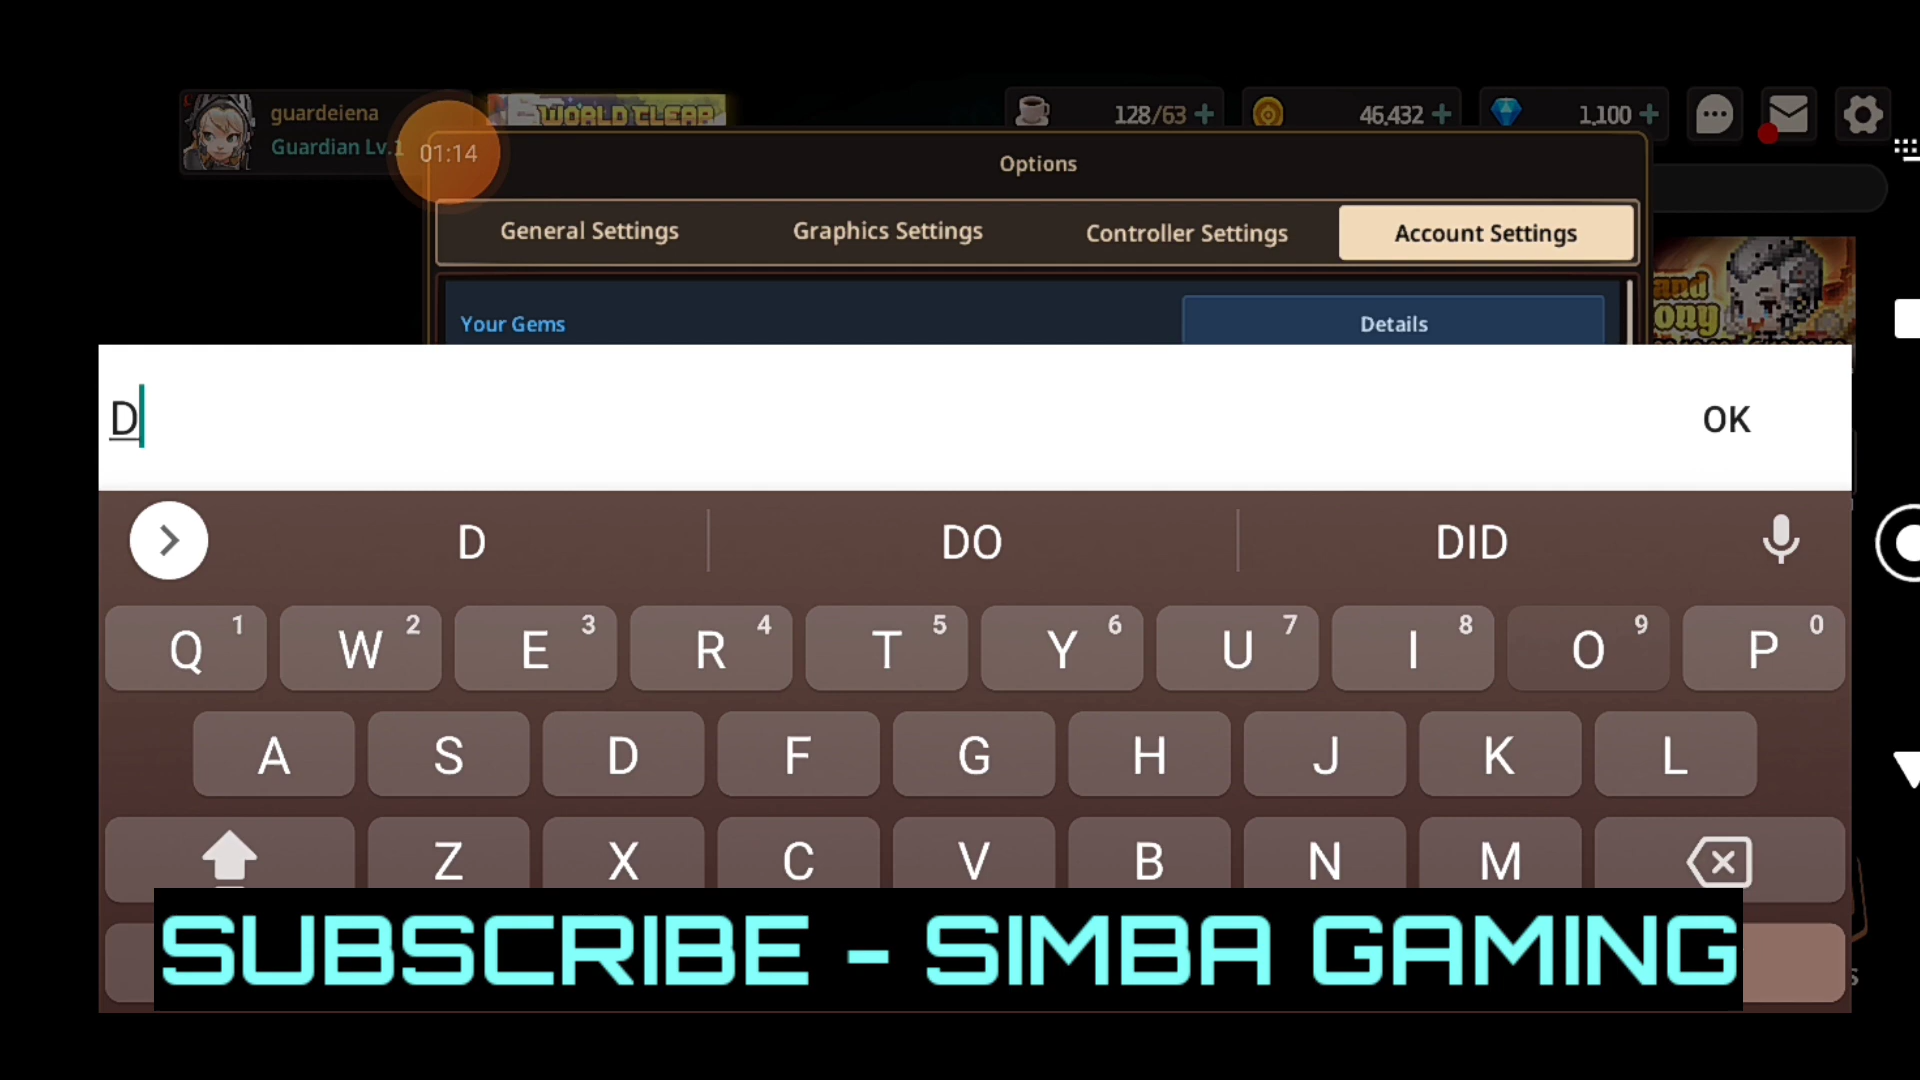 guardeiena
Guardian Lv.1
01:14
WORLD CLEAR
128/63
46,432
1,100
Options
General Settings
Graphics Settings
Controller Settings
Account Settings
Your Gems
Details
D
OK
D
DO
DID
Q 1 W 2 E 3 R 4 T 5 Y 6 U 7 I 8 O 9 P 0
A S D F G H J K L
Z X C V B N M
SUBSCRIBE - SIMBA GAMING